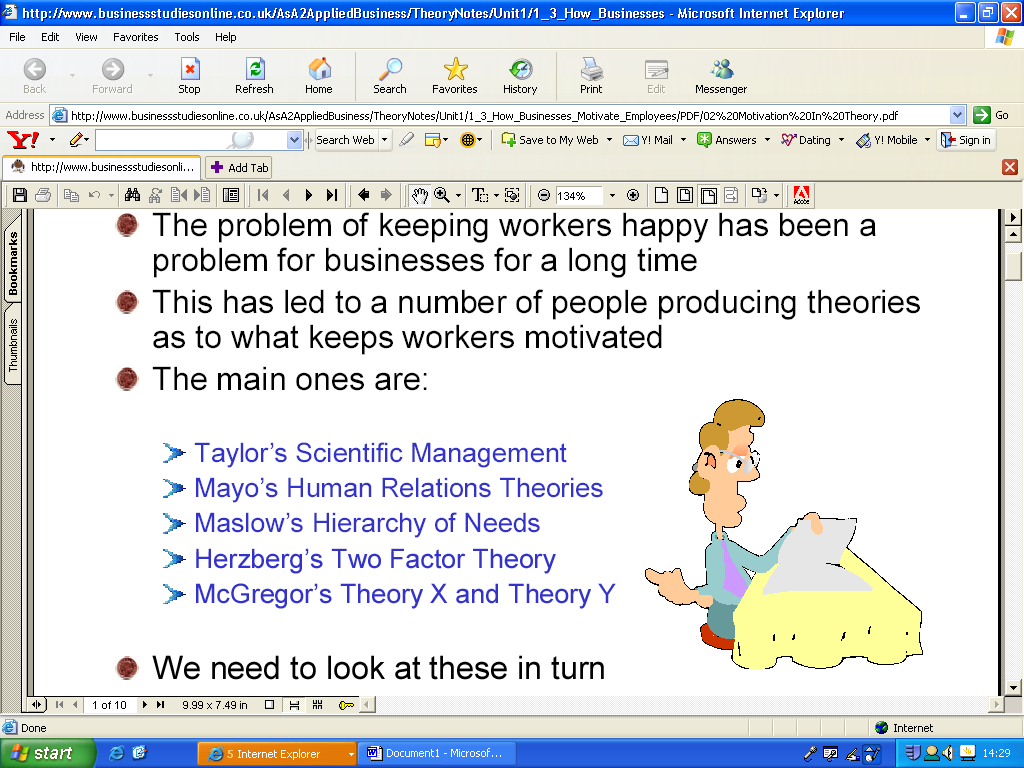 http://www.businessstudiesonline.co.uk/AsA2AppliedBusiness/TheoryNotes/Unit1/1_3_How_Businesses - Microsoft Internet Explorer
File Edit View Favorites Tools Help
Back Forward Stop Refresh Home Search Favorites History Print Edit Messenger
Address http://www.businessstudiesonline.co.uk/AsA2AppliedBusiness/TheoryNotes/Unit1/1_3_How_Businesses_Motivate_Employees/PDF/02%20Motivation%20In%20Theory.pdf Go
Y! Search Web Save to My Web Y! Mail Answers Dating Y! Mobile Sign in
http://www.businessstudiesonli... Add Tab
134%
Adobe
Bookmarks
Thumbnails
The problem of keeping workers happy has been a
problem for businesses for a long time
This has led to a number of people producing theories
as to what keeps workers motivated
The main ones are:
Taylor's Scientific Management
Mayo's Human Relations Theories
Maslow's Hierarchy of Needs
Herzberg's Two Factor Theory
McGregor's Theory X and Theory Y
We need to look at these in turn
1 of 10 9.99 x 7.49 in
Done Internet
start 5 Internet Explorer Document1 - Microsof... 14:29